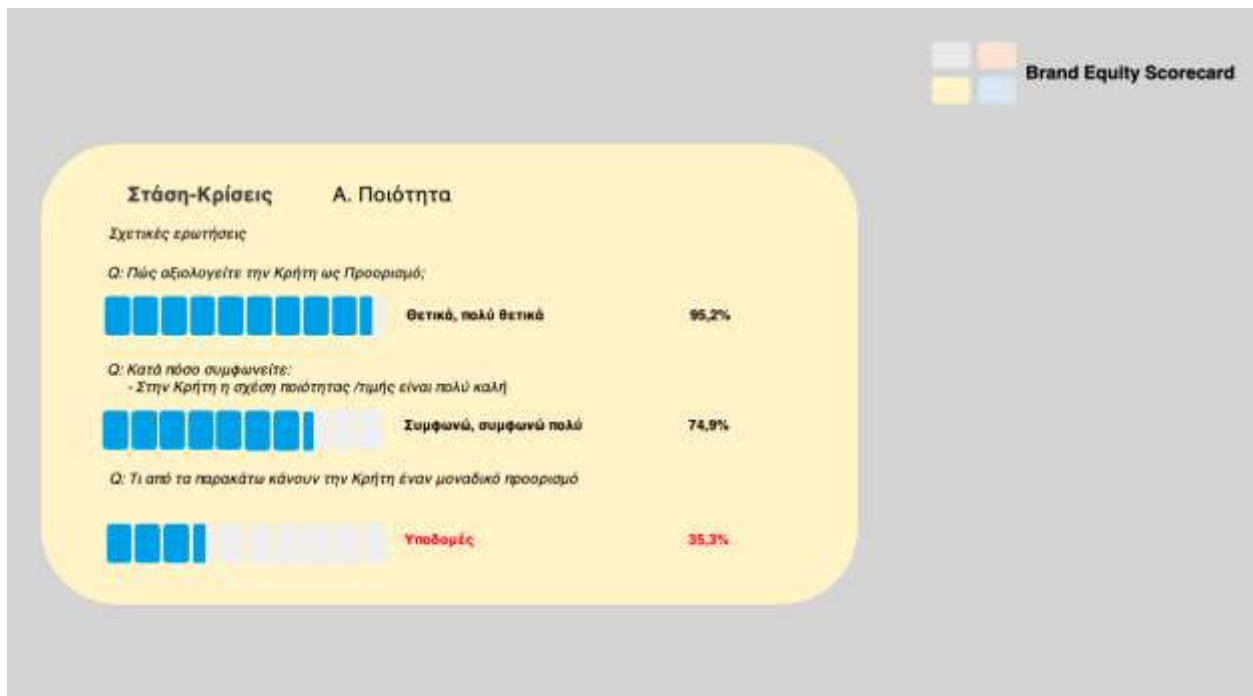 Brand Equity Scorecard
Στάση-Κρίσεις Α. Ποιότητα
Σχετικές ερωτήσεις
Q: Πώς αξιολογείτε την Κρήτη ως Προορισμό;
Θετικά, πολύ θετικά 95,2%
Q: Κατά πόσο συμφωνείτε:
- Στην Κρήτη η σχέση ποιότητας /τιμής είναι πολύ καλή
Συμφωνώ, συμφωνώ πολύ 74,9%
Q: Τι από τα παρακάτω κάνουν την Κρήτη έναν μοναδικό προορισμό
Υποδομές 35,3%